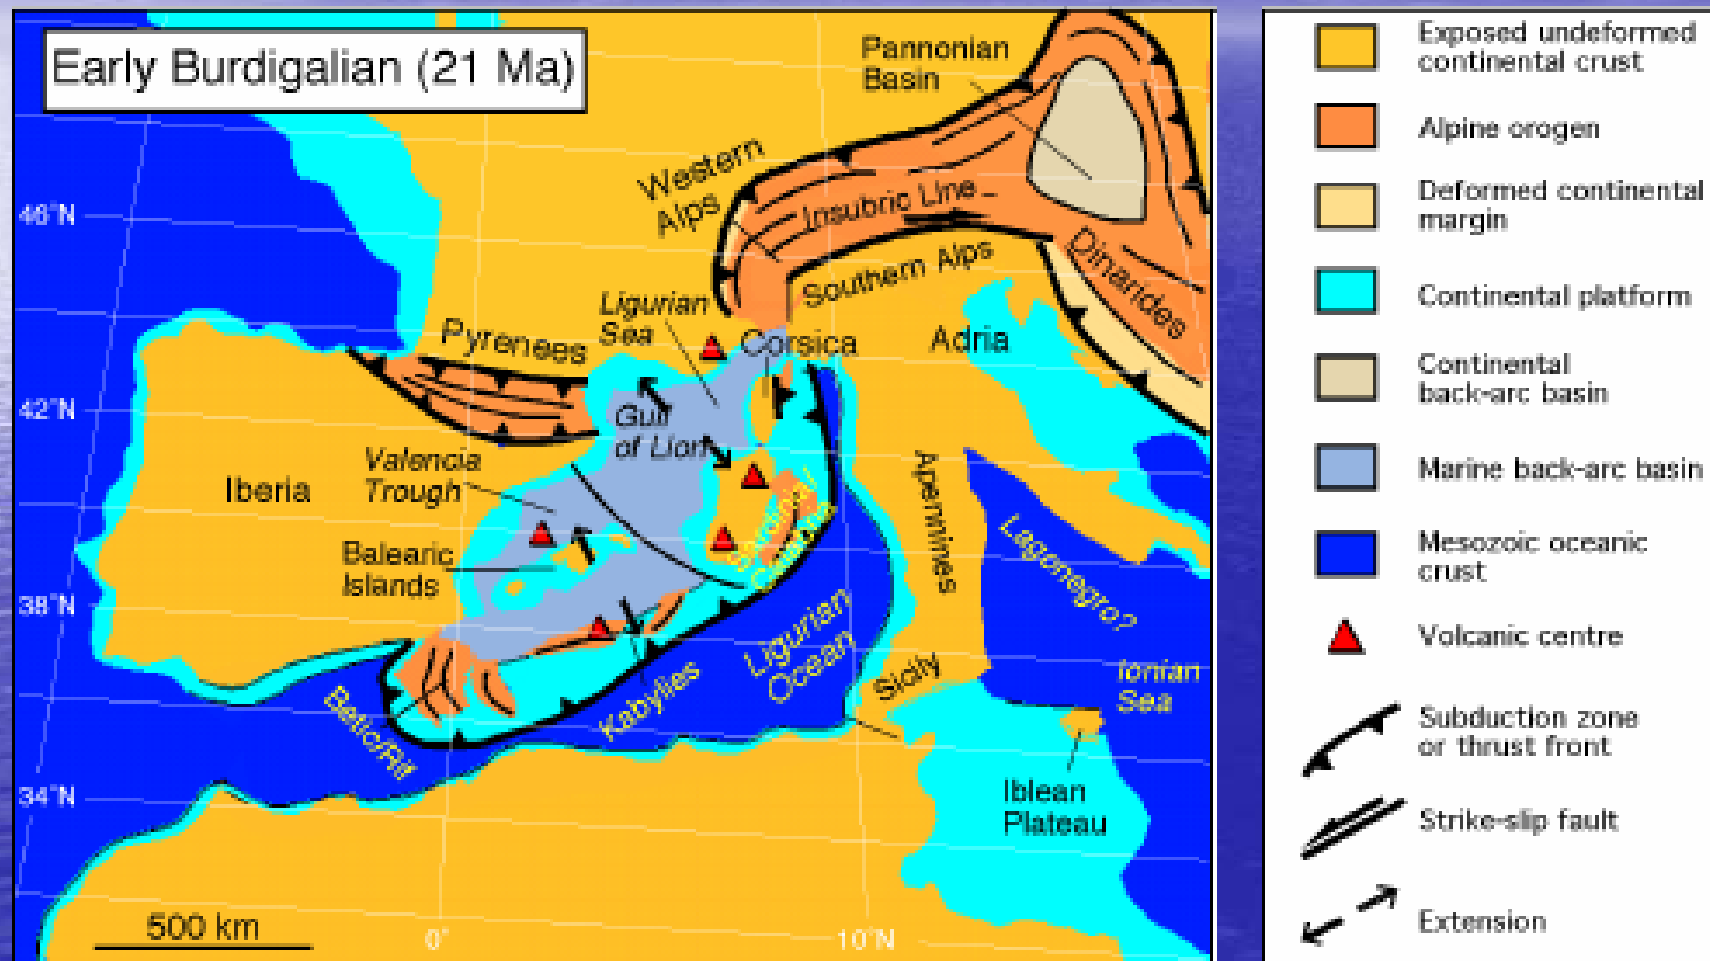 Early Burdigalian (21 Ma)
Pannonian
Basin
Western
Alps
Insubric Line
Southern Alps
Dinarides
46°N
Ligurian
Sea
Pyrenees
Corsica
Adria
42°N
Gulf
of Lion
Valencia
Trough
Iberia
Apennines
Lagonegro?
Sardinia/
Balearic
Islands
38°N
Ligurian
Ocean
Sicily
Ionian
Sea
Betic/Rif
Kabylies
34°N
Iblean
Plateau
500 km
0°
10°N
Exposed undeformed
continental crust
Alpine orogen
Deformed continental
margin
Continental platform
Continental
back-arc basin
Marine back-arc basin
Mesozoic oceanic
crust
Volcanic centre
Subduction zone
or thrust front
Strike-slip fault
Extension